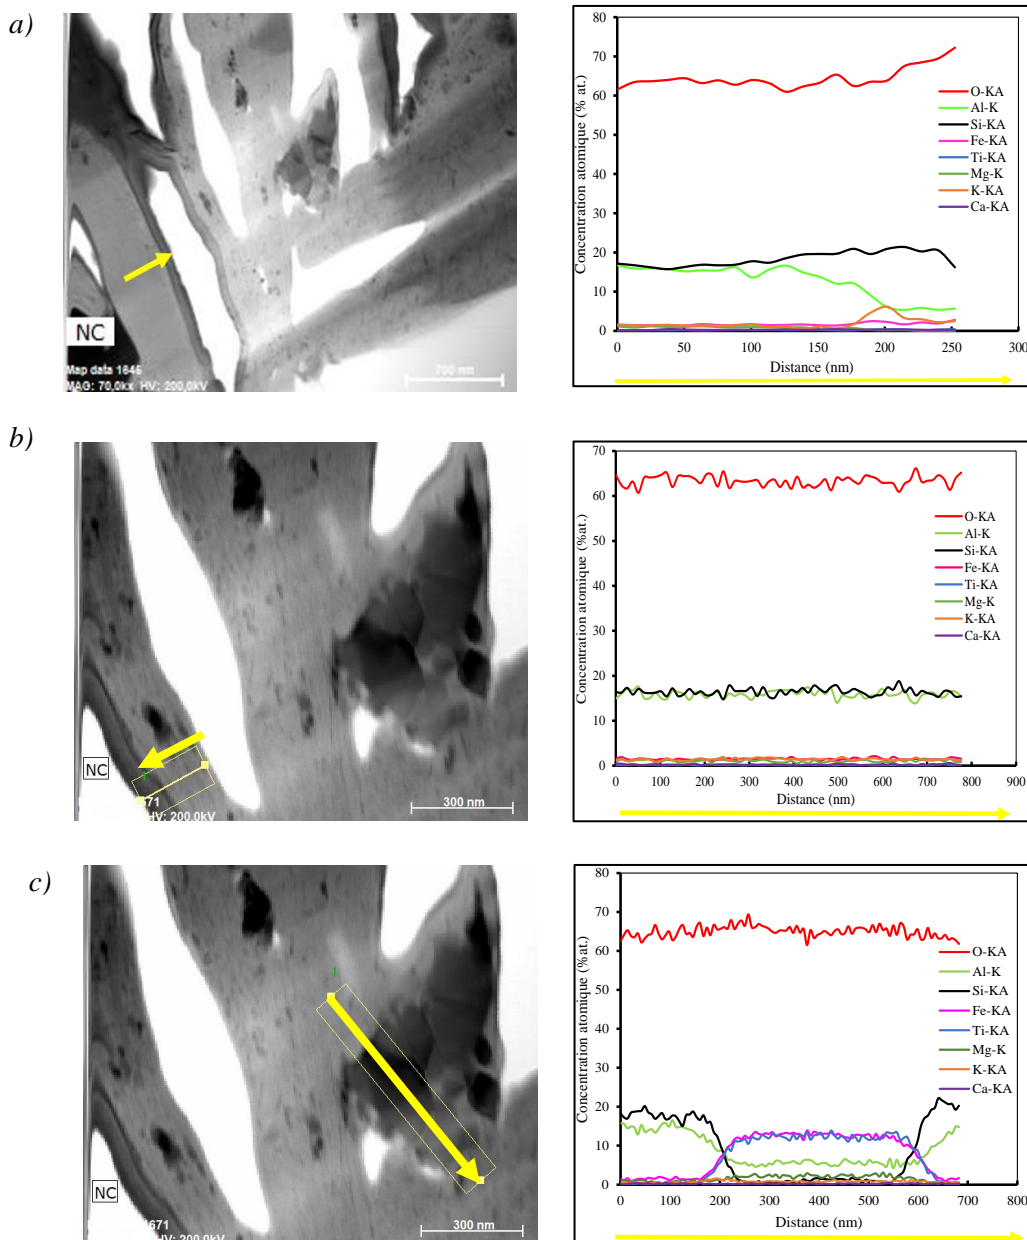 a)
NC
Map data 1645
MAG: 70,0kx HV: 200,0kV
700 nm
Concentration atomique (% at.)
80
70
60
50
40
30
20
10
0
0 50 100 150 200 250 300
Distance (nm)
O-KA
Al-K
Si-KA
Fe-KA
Ti-KA
Mg-K
K-KA
Ca-KA
b)
NC
1671
HV: 200,0kV
300 nm
Concentration atomique (%at.)
70
60
50
40
30
20
10
0
0 100 200 300 400 500 600 700 800 900
Distance (nm)
O-KA
Al-K
Si-KA
Fe-KA
Ti-KA
Mg-K
K-KA
Ca-KA
c)
1
NC
1671
HV: 200,0kV
300 nm
Concentration atomique (%at.)
80
70
60
50
40
30
20
10
0
0 100 200 300 400 500 600 700 800
Distance (nm)
O-KA
Al-K
Si-KA
Fe-KA
Ti-KA
Mg-K
K-KA
Ca-KA